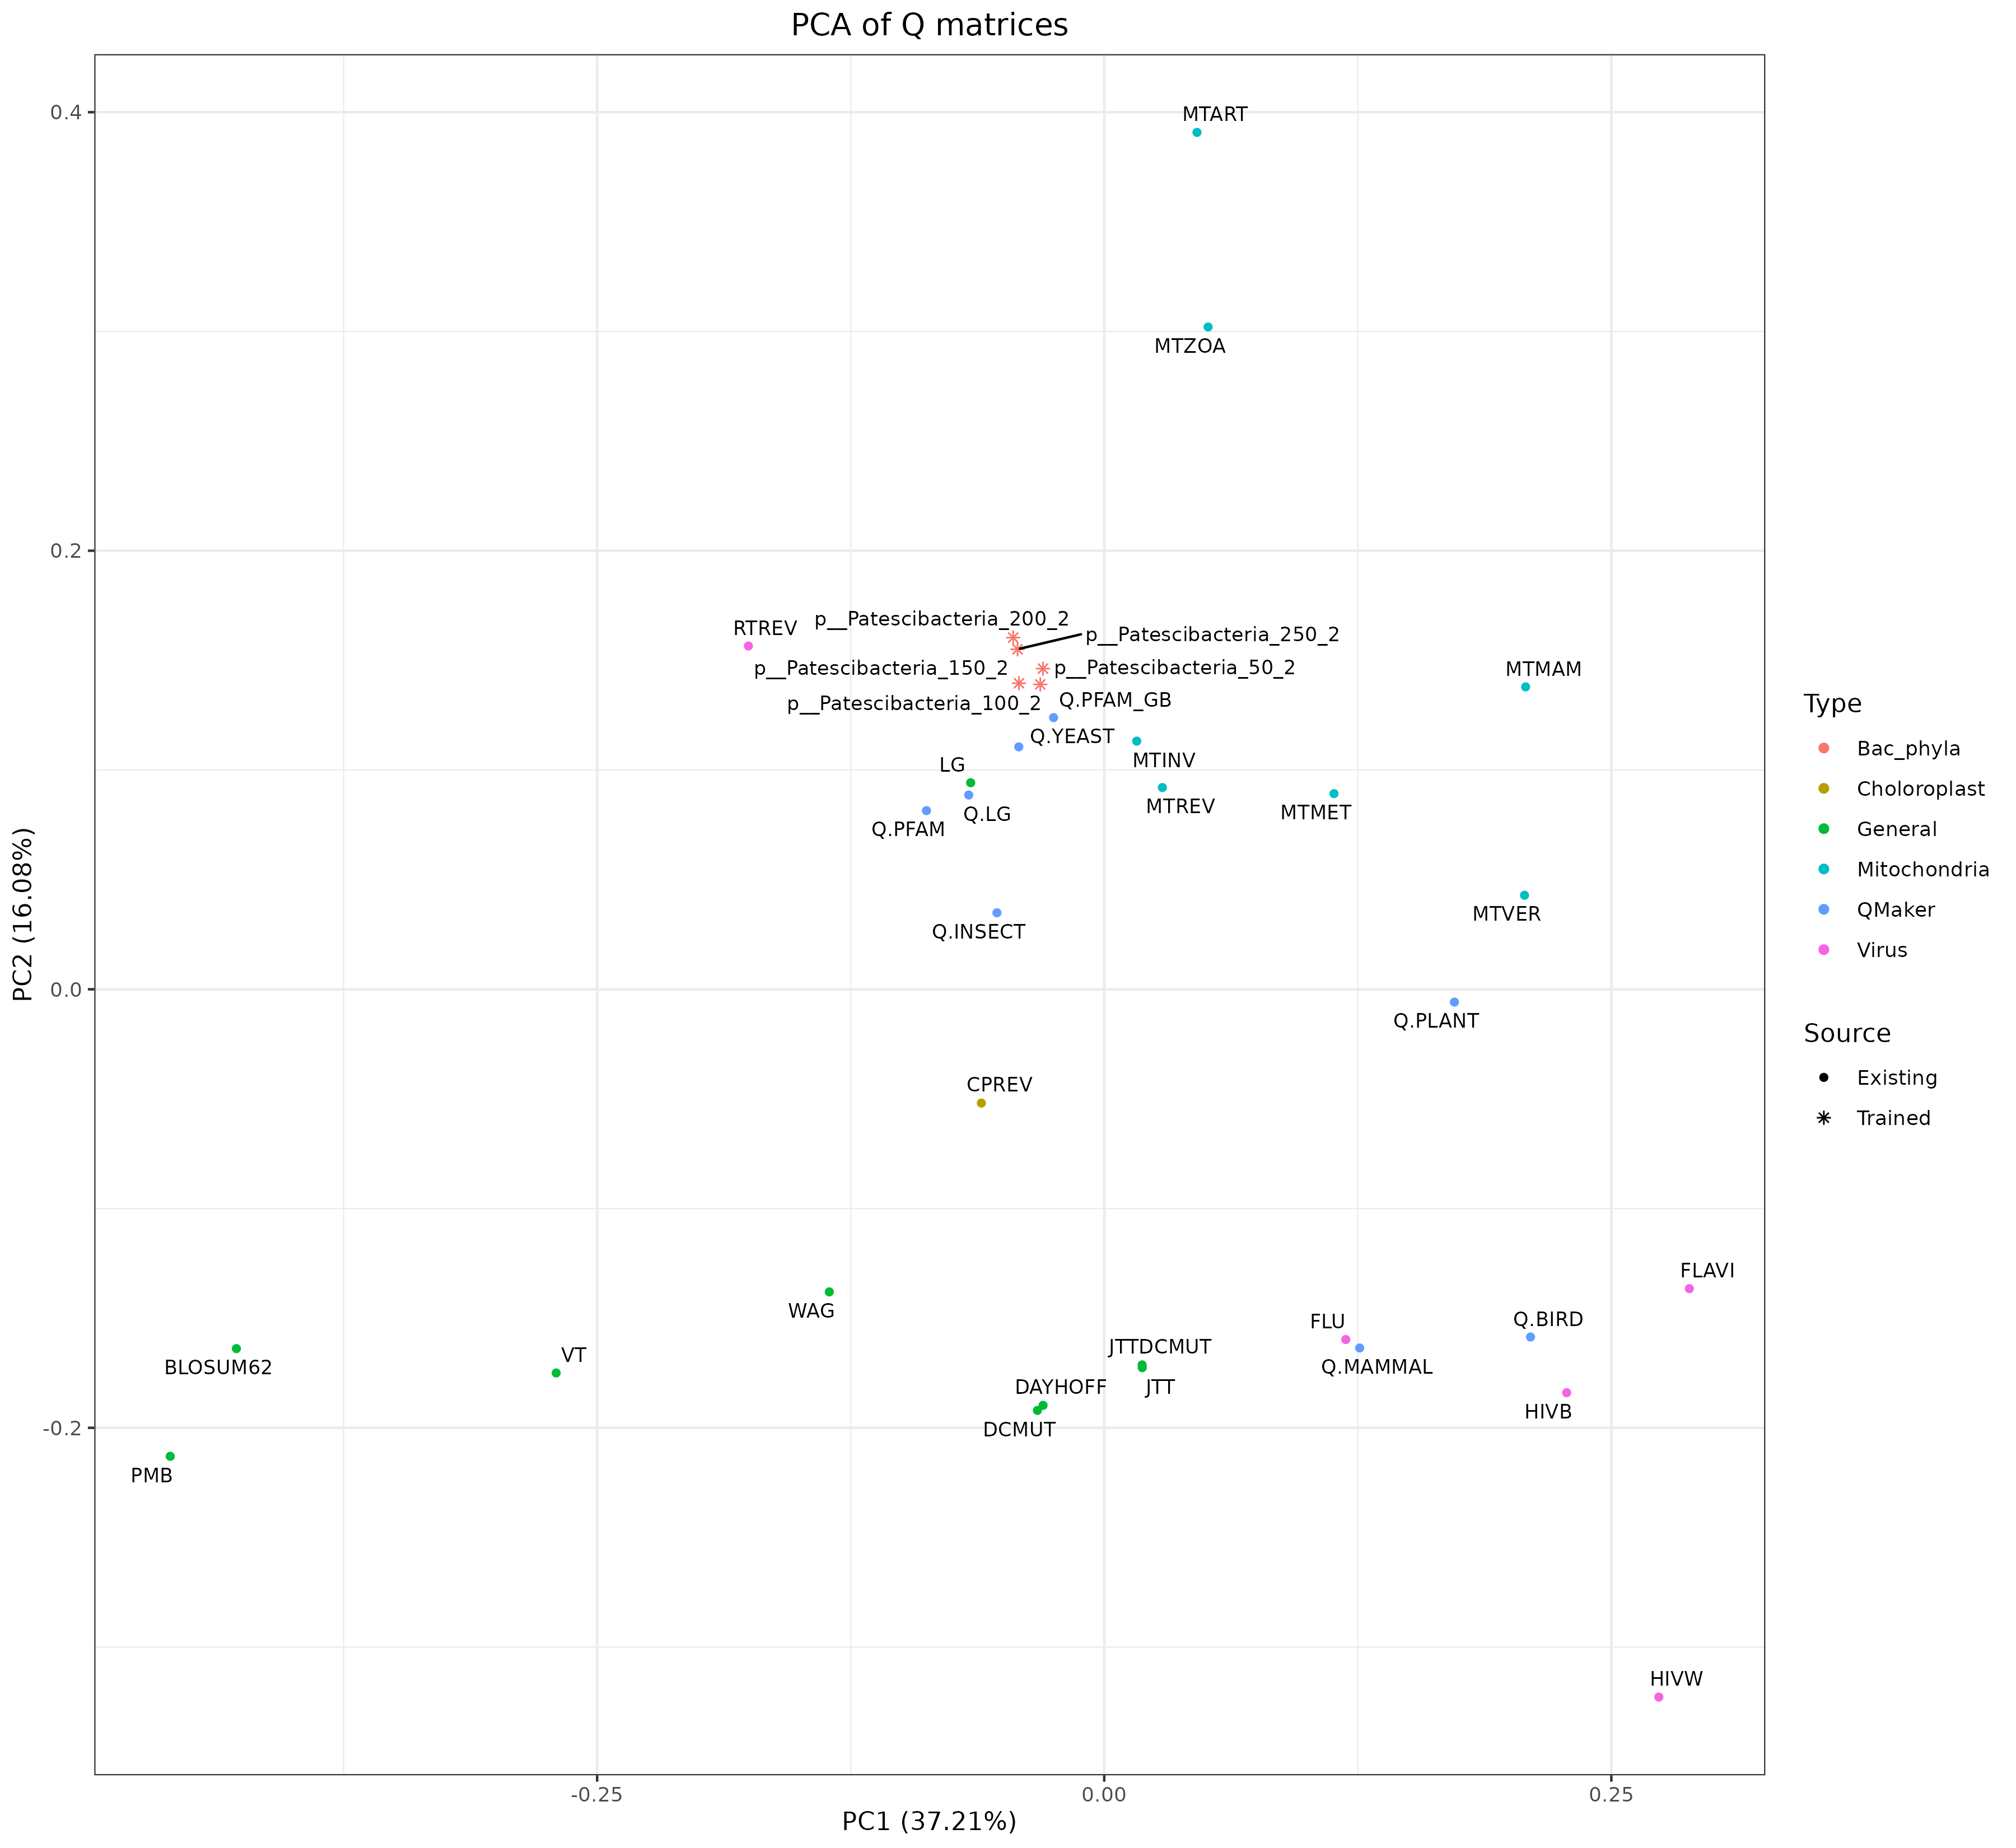 PCA of Q matrices
MTART
0.4
MTZOA
0.2
p__Patescibacteria_200_2
RTREV
p__Patescibacteria_250_2
p__Patescibacteria_150_2
p__Patescibacteria_50_2
MTMAM
p__Patescibacteria_100_2
Q.PFAM_GB
Q.YEAST
MTINV
LG
MTREV
MTMET
Q.LG
Q.PFAM
MTVER
Q.INSECT
0.0
Q.PLANT
CPREV
FLAVI
WAG
Q.BIRD
FLU
JTTDCMUT
VT
BLOSUM62
Q.MAMMAL
DAYHOFF
JTT
HIVB
-0.2
DCMUT
PMB
HIVW
-0.25
0.00
0.25
PC1 (37.21%)
PC2 (16.08%)
Type
Bac_phyla
Choloroplast
General
Mitochondria
QMaker
Virus
Source
Existing
Trained